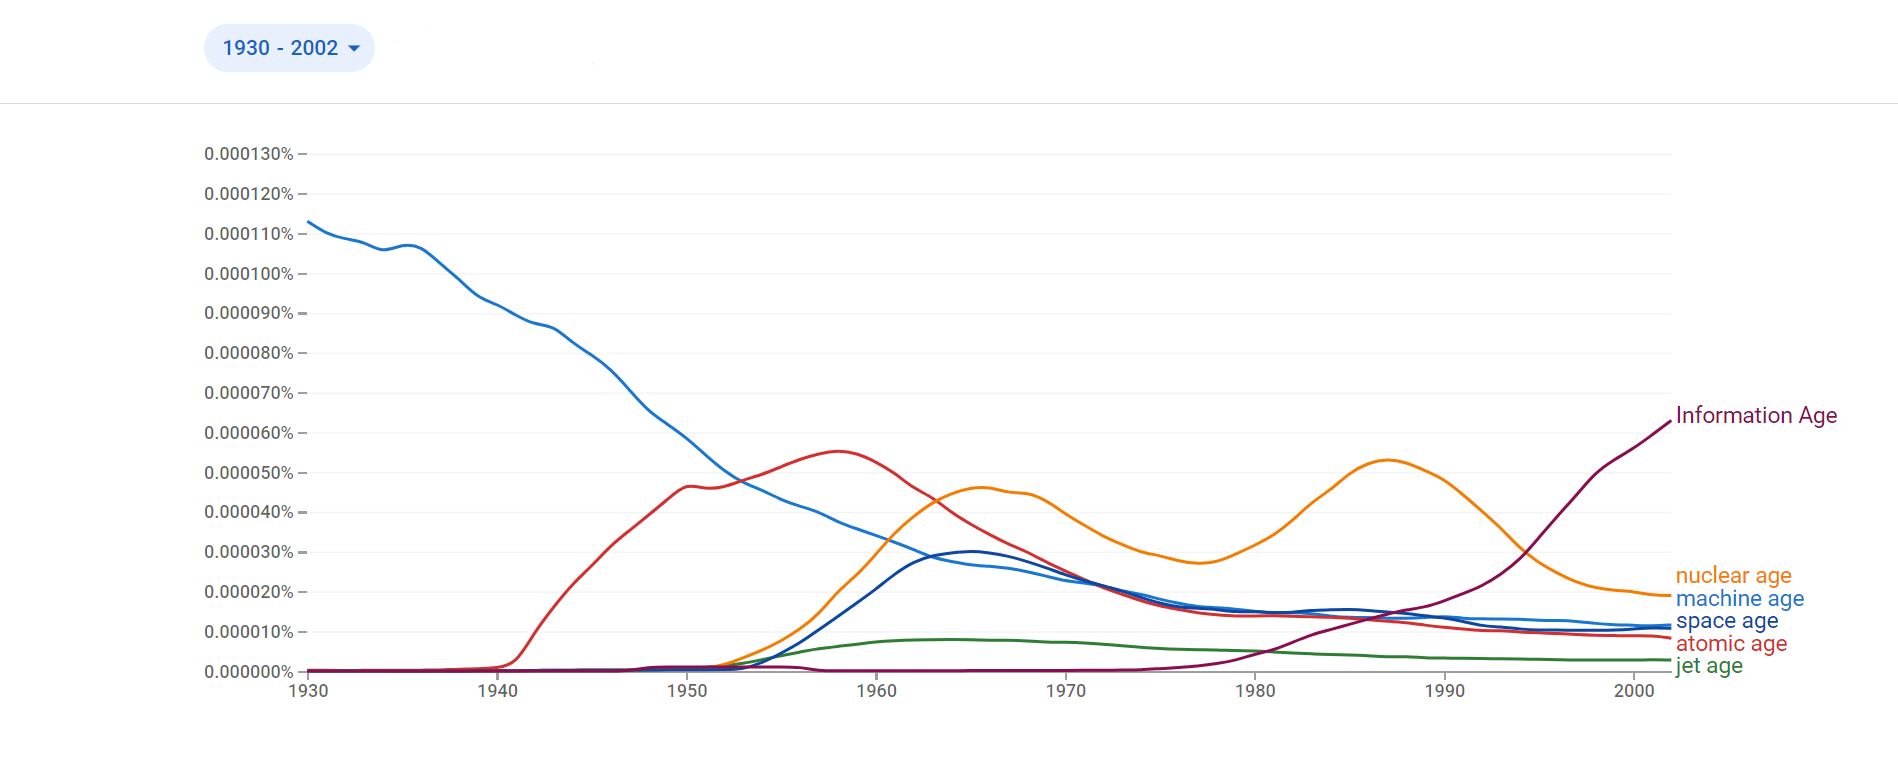 1930 - 2002
0.000130%
0.000120%
0.000110%
0.000100%
0.000090%
0.000080%
0.000070%
0.000060%
0.000050%
0.000040%
0.000030%
0.000020%
0.000010%
0.000000%
1930 1940 1950 1960 1970 1980 1990 2000
Information Age
nuclear age
machine age
space age
atomic age
jet age